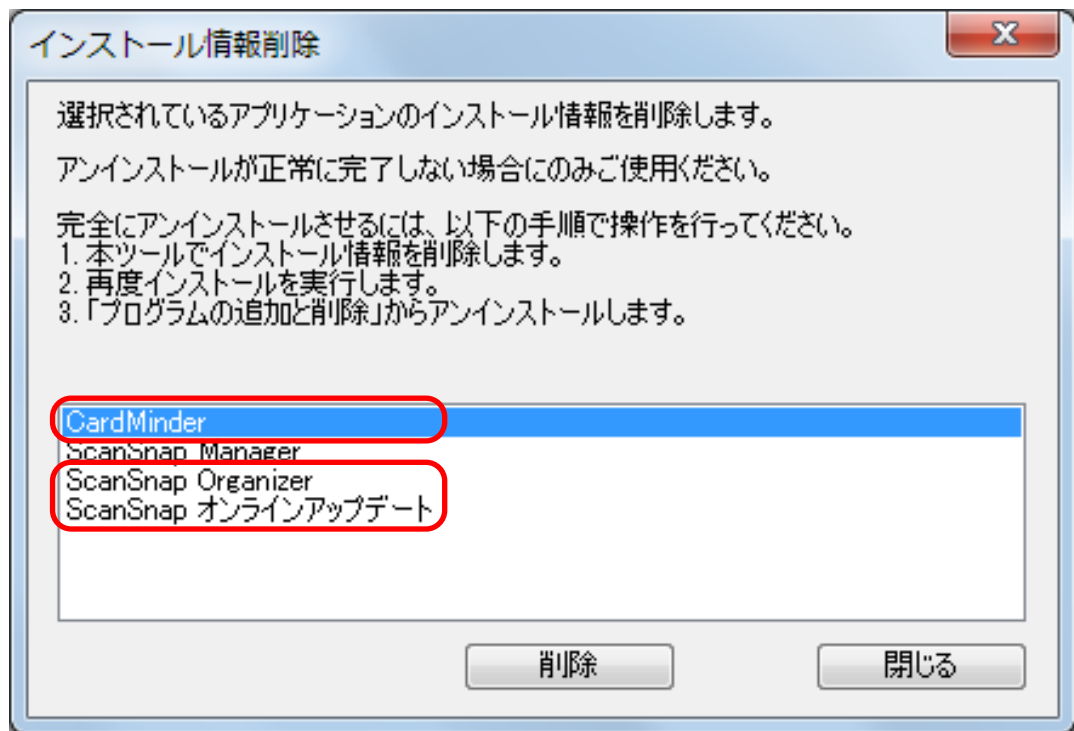 インストール情報削除
選択されているアプリケーションのインストール情報を削除します。
アンインストールが正常に完了しない場合にのみご使用ください。
完全にアンインストールさせるには、以下の手順で操作を行ってください。
1. 本ツールでインストール情報を削除します。
2. 再度インストールを実行します。
3. 「プログラムの追加と削除」からアンインストールします。
CardMinder
ScanSnap Manager
ScanSnap Organizer
ScanSnap オンラインアップデート
削除 閉じる